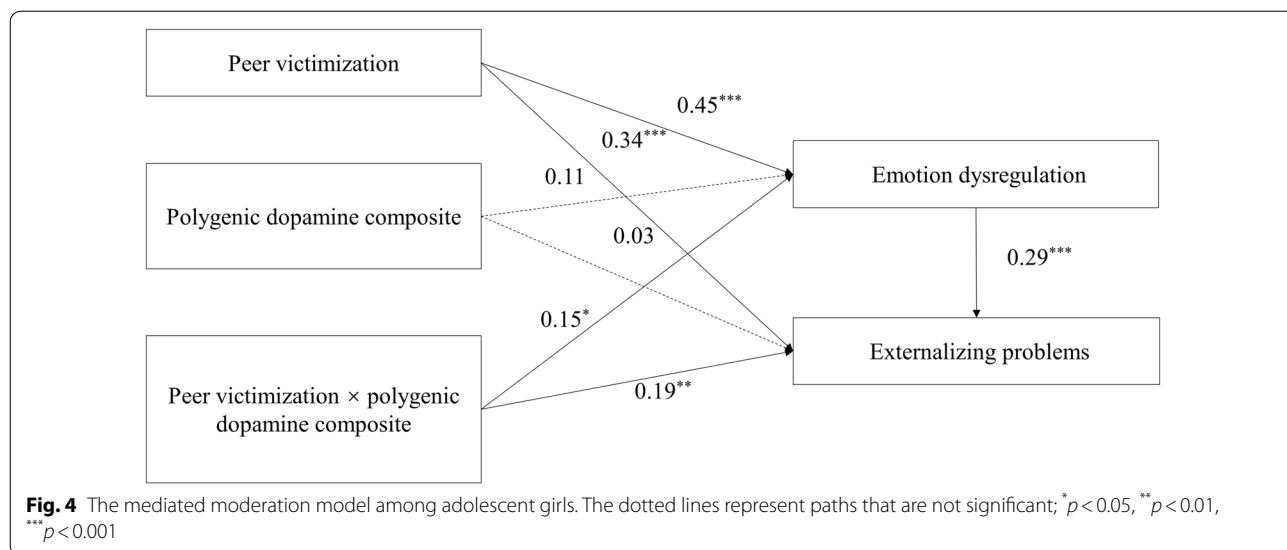 Peer victimization
0.45***
0.34***
Emotion dysregulation
0.11
Polygenic dopamine composite
0.03
0.29***
0.15*
Externalizing problems
Peer victimization × polygenic
dopamine composite
0.19**
Fig. 4 The mediated moderation model among adolescent girls. The dotted lines represent paths that are not significant; *p < 0.05, **p < 0.01,
***p < 0.001